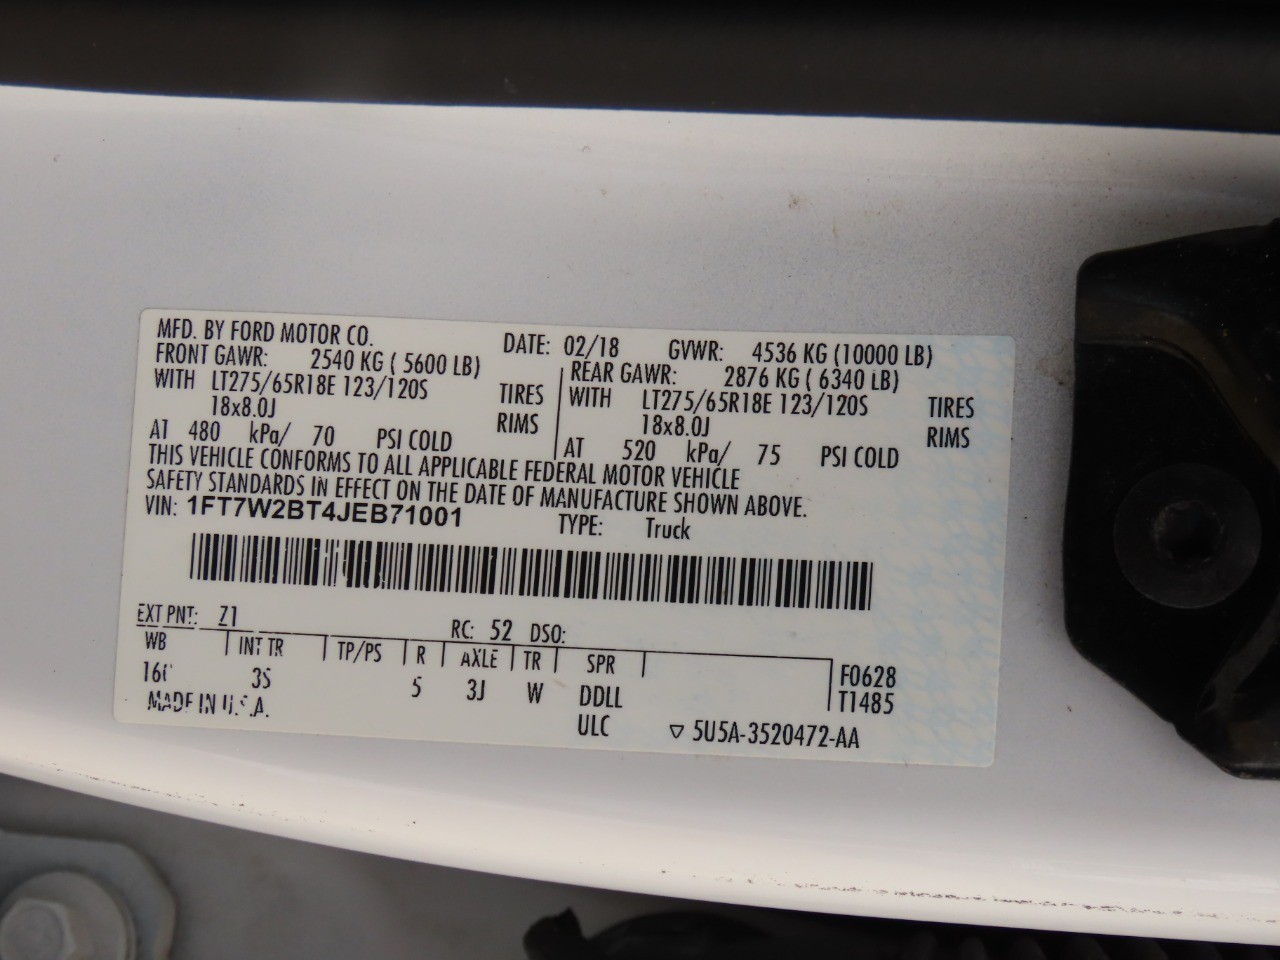 MFD. BY FORD MOTOR CO. DATE: 02/18 GVWR: 4536 KG (10000 LB)
FRONT GAWR: 2540 KG ( 5600 LB) REAR GAWR: 2876 KG ( 6340 LB)
WITH LT275/65R18E 123/120S TIRES WITH LT275/65R18E 123/120S TIRES
18x8.0J RIMS 18x8.0J RIMS
AT 480 kPa/ 70 PSI COLD AT 520 kPa/ 75 PSI COLD
THIS VEHICLE CONFORMS TO ALL APPLICABLE FEDERAL MOTOR VEHICLE
SAFETY STANDARDS IN EFFECT ON THE DATE OF MANUFACTURE SHOWN ABOVE.
VIN: 1FT7W2BT4JEB71001 TYPE: Truck
EXT PNT: Z1 RC: 52 DSO:
WB INT TR TP/PS R AXLE TR SPR F0628
3S 5 3J W DDLL T1485
MADE IN U.S.A. ULC ▽ 5U5A-3520472-AA